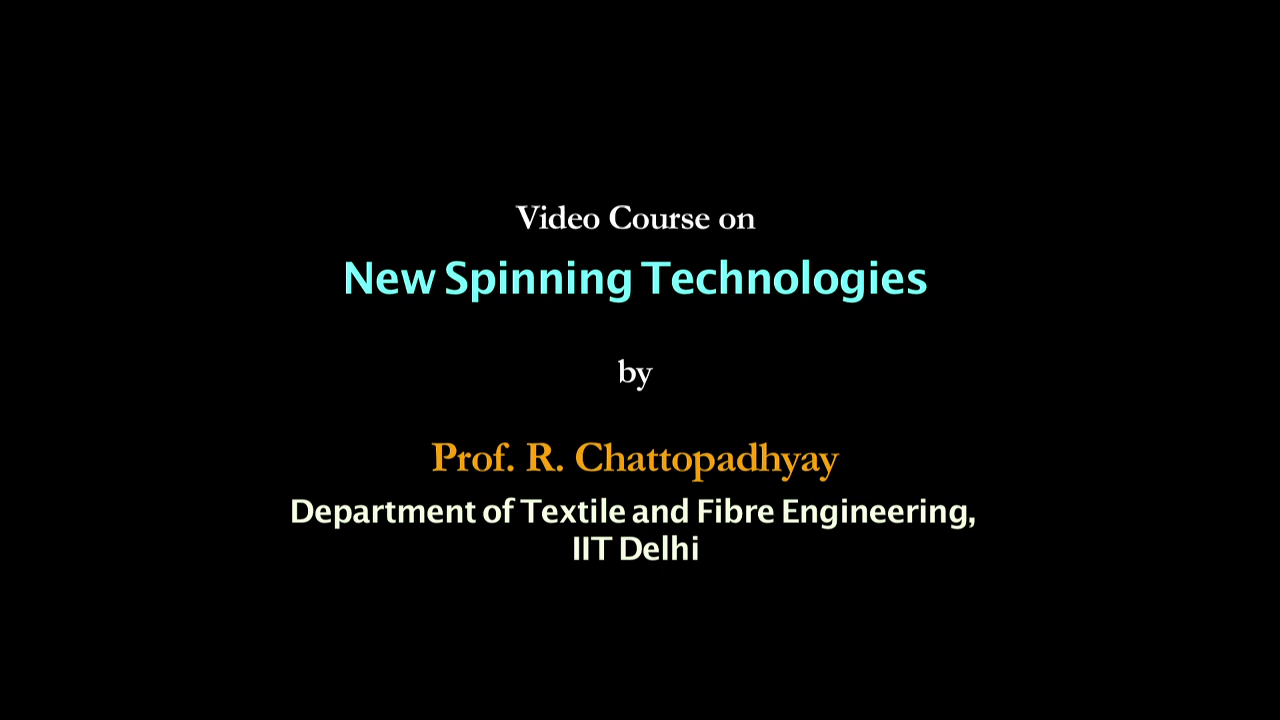 Video Course on
New Spinning Technologies
by
Prof. R. Chattopadhyay
Department of Textile and Fibre Engineering,
IIT Delhi